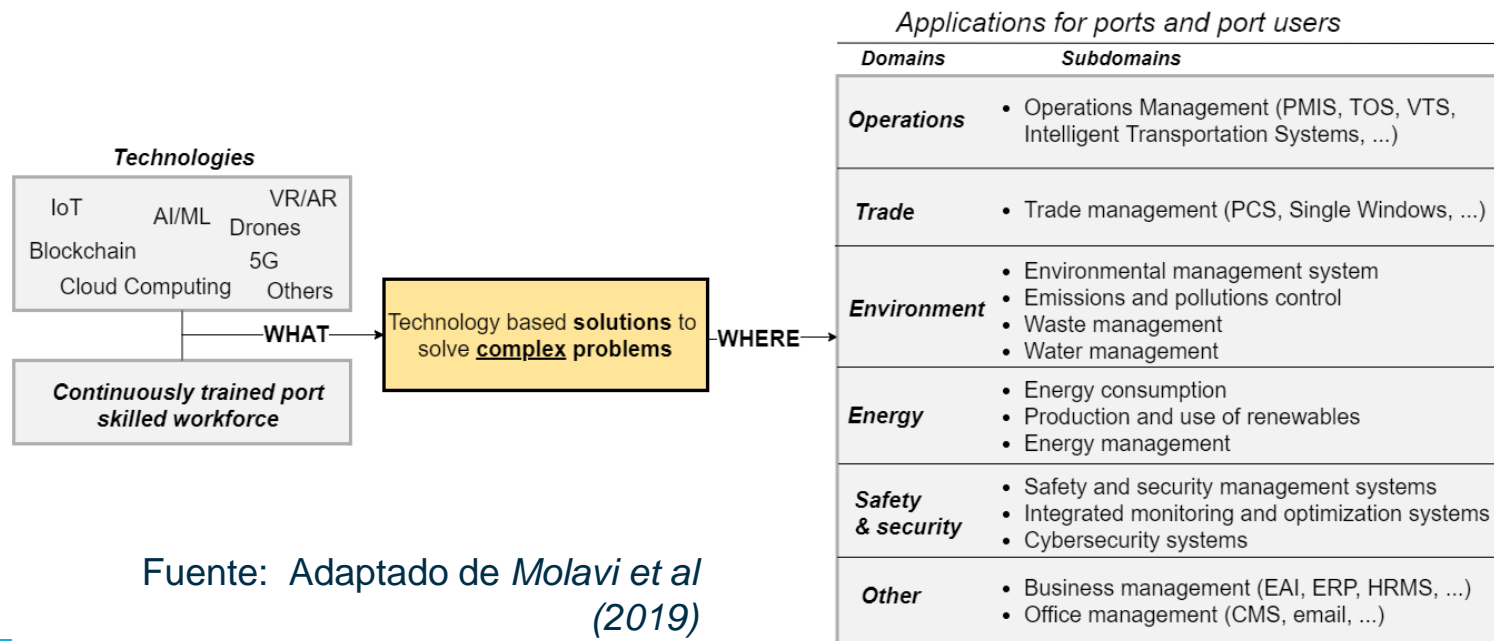 Technologies
IoT
AI/ML
VR/AR
Drones
Blockchain
5G
Cloud Computing
Others
Continuously trained port
skilled workforce
WHAT
Technology based solutions to
solve complex problems
WHERE
Applications for ports and port users
Domains Subdomains
Operations
• Operations Management (PMIS, TOS, VTS,
Intelligent Transportation Systems, ...)
Trade
• Trade management (PCS, Single Windows, ...)
Environment
• Environmental management system
• Emissions and pollutions control
• Waste management
• Water management
Energy
• Energy consumption
• Production and use of renewables
• Energy management
Safety
& security
• Safety and security management systems
• Integrated monitoring and optimization systems
• Cybersecurity systems
Other
• Business management (EAI, ERP, HRMS, ...)
• Office management (CMS, email, ...)
Fuente: Adaptado de Molavi et al
(2019)